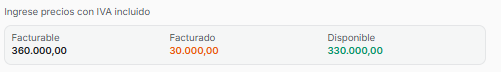 Ingrese precios con IVA incluido
Facturable Facturado Disponible
360.000,00 30.000,00 330.000,00